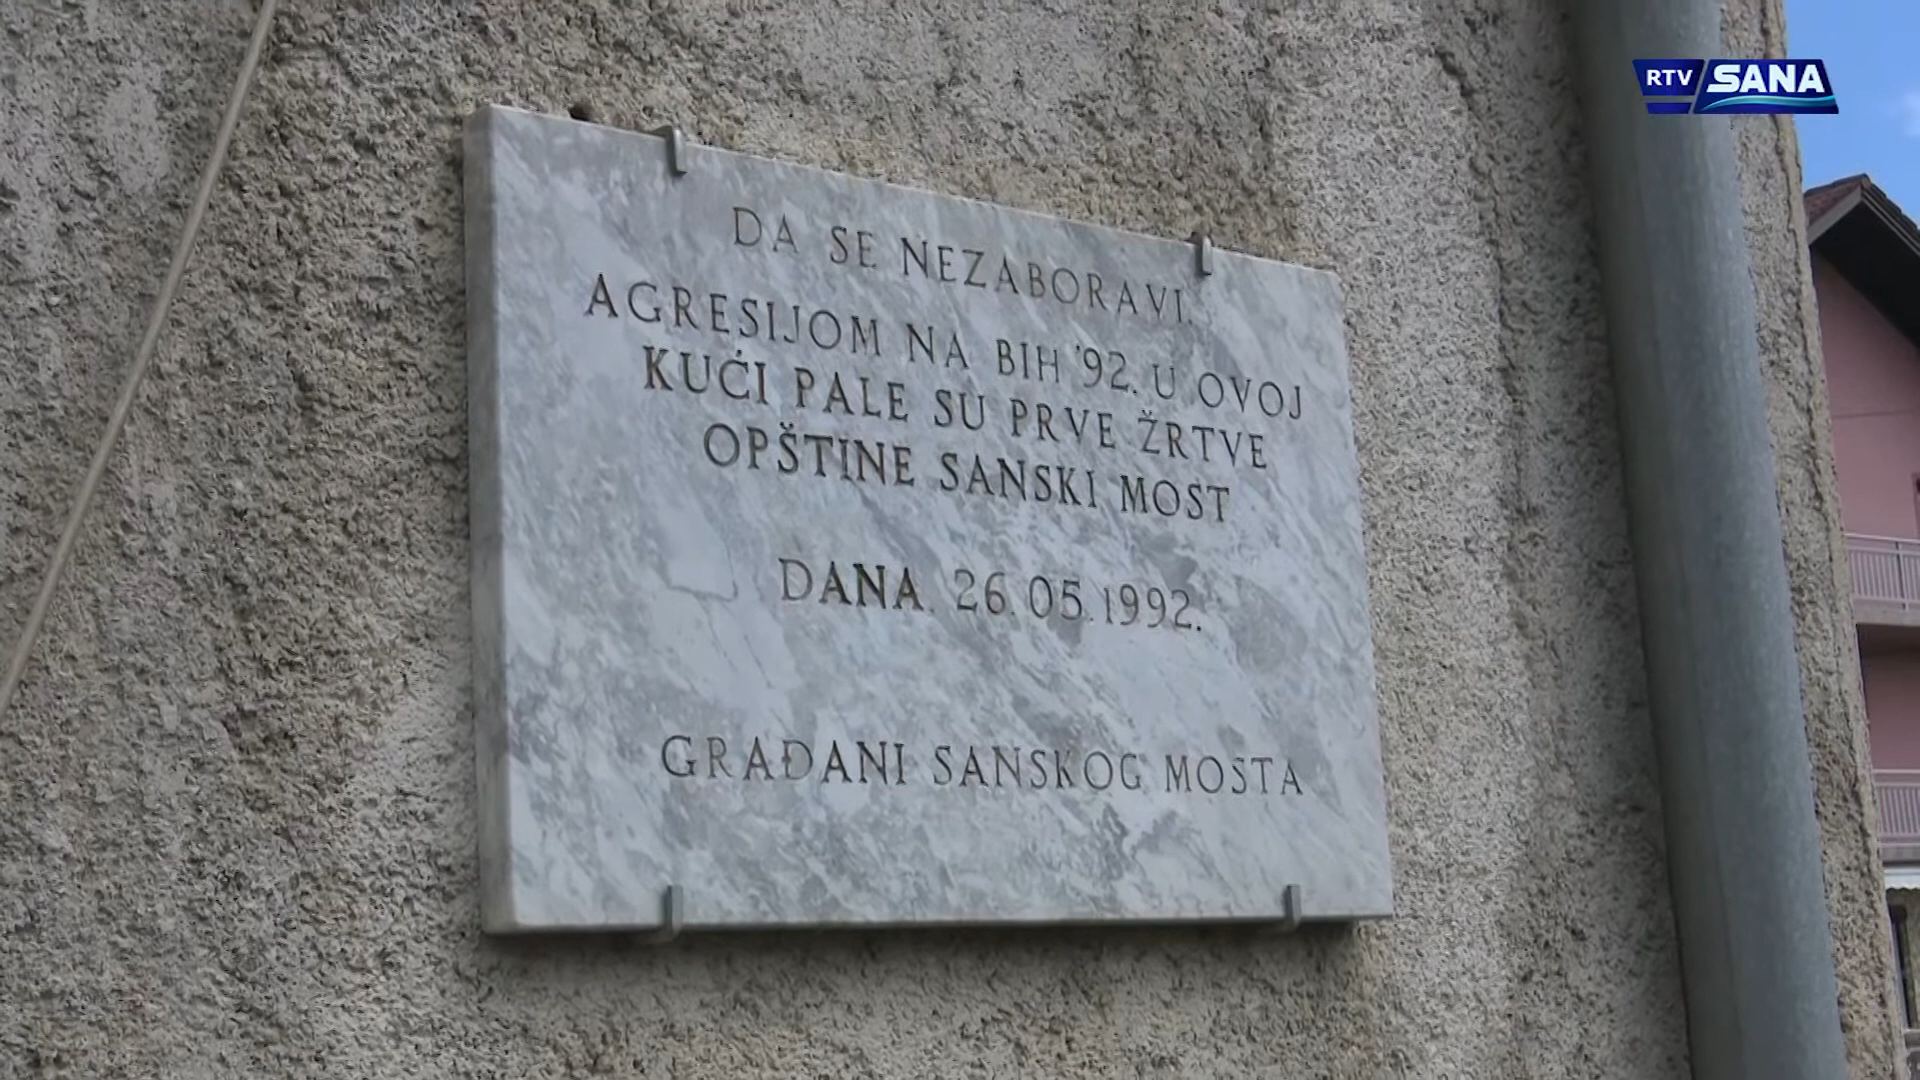 RTV SANA
DA SE NEZABORAVI.
AGRESIJOM NA BIH '92. U OVOJ
KUĆI PALE SU PRVE ŽRTVE
OPŠTINE SANSKI MOST
DANA. 26.05.1992.
GRAĐANI SANSKOG MOSTA